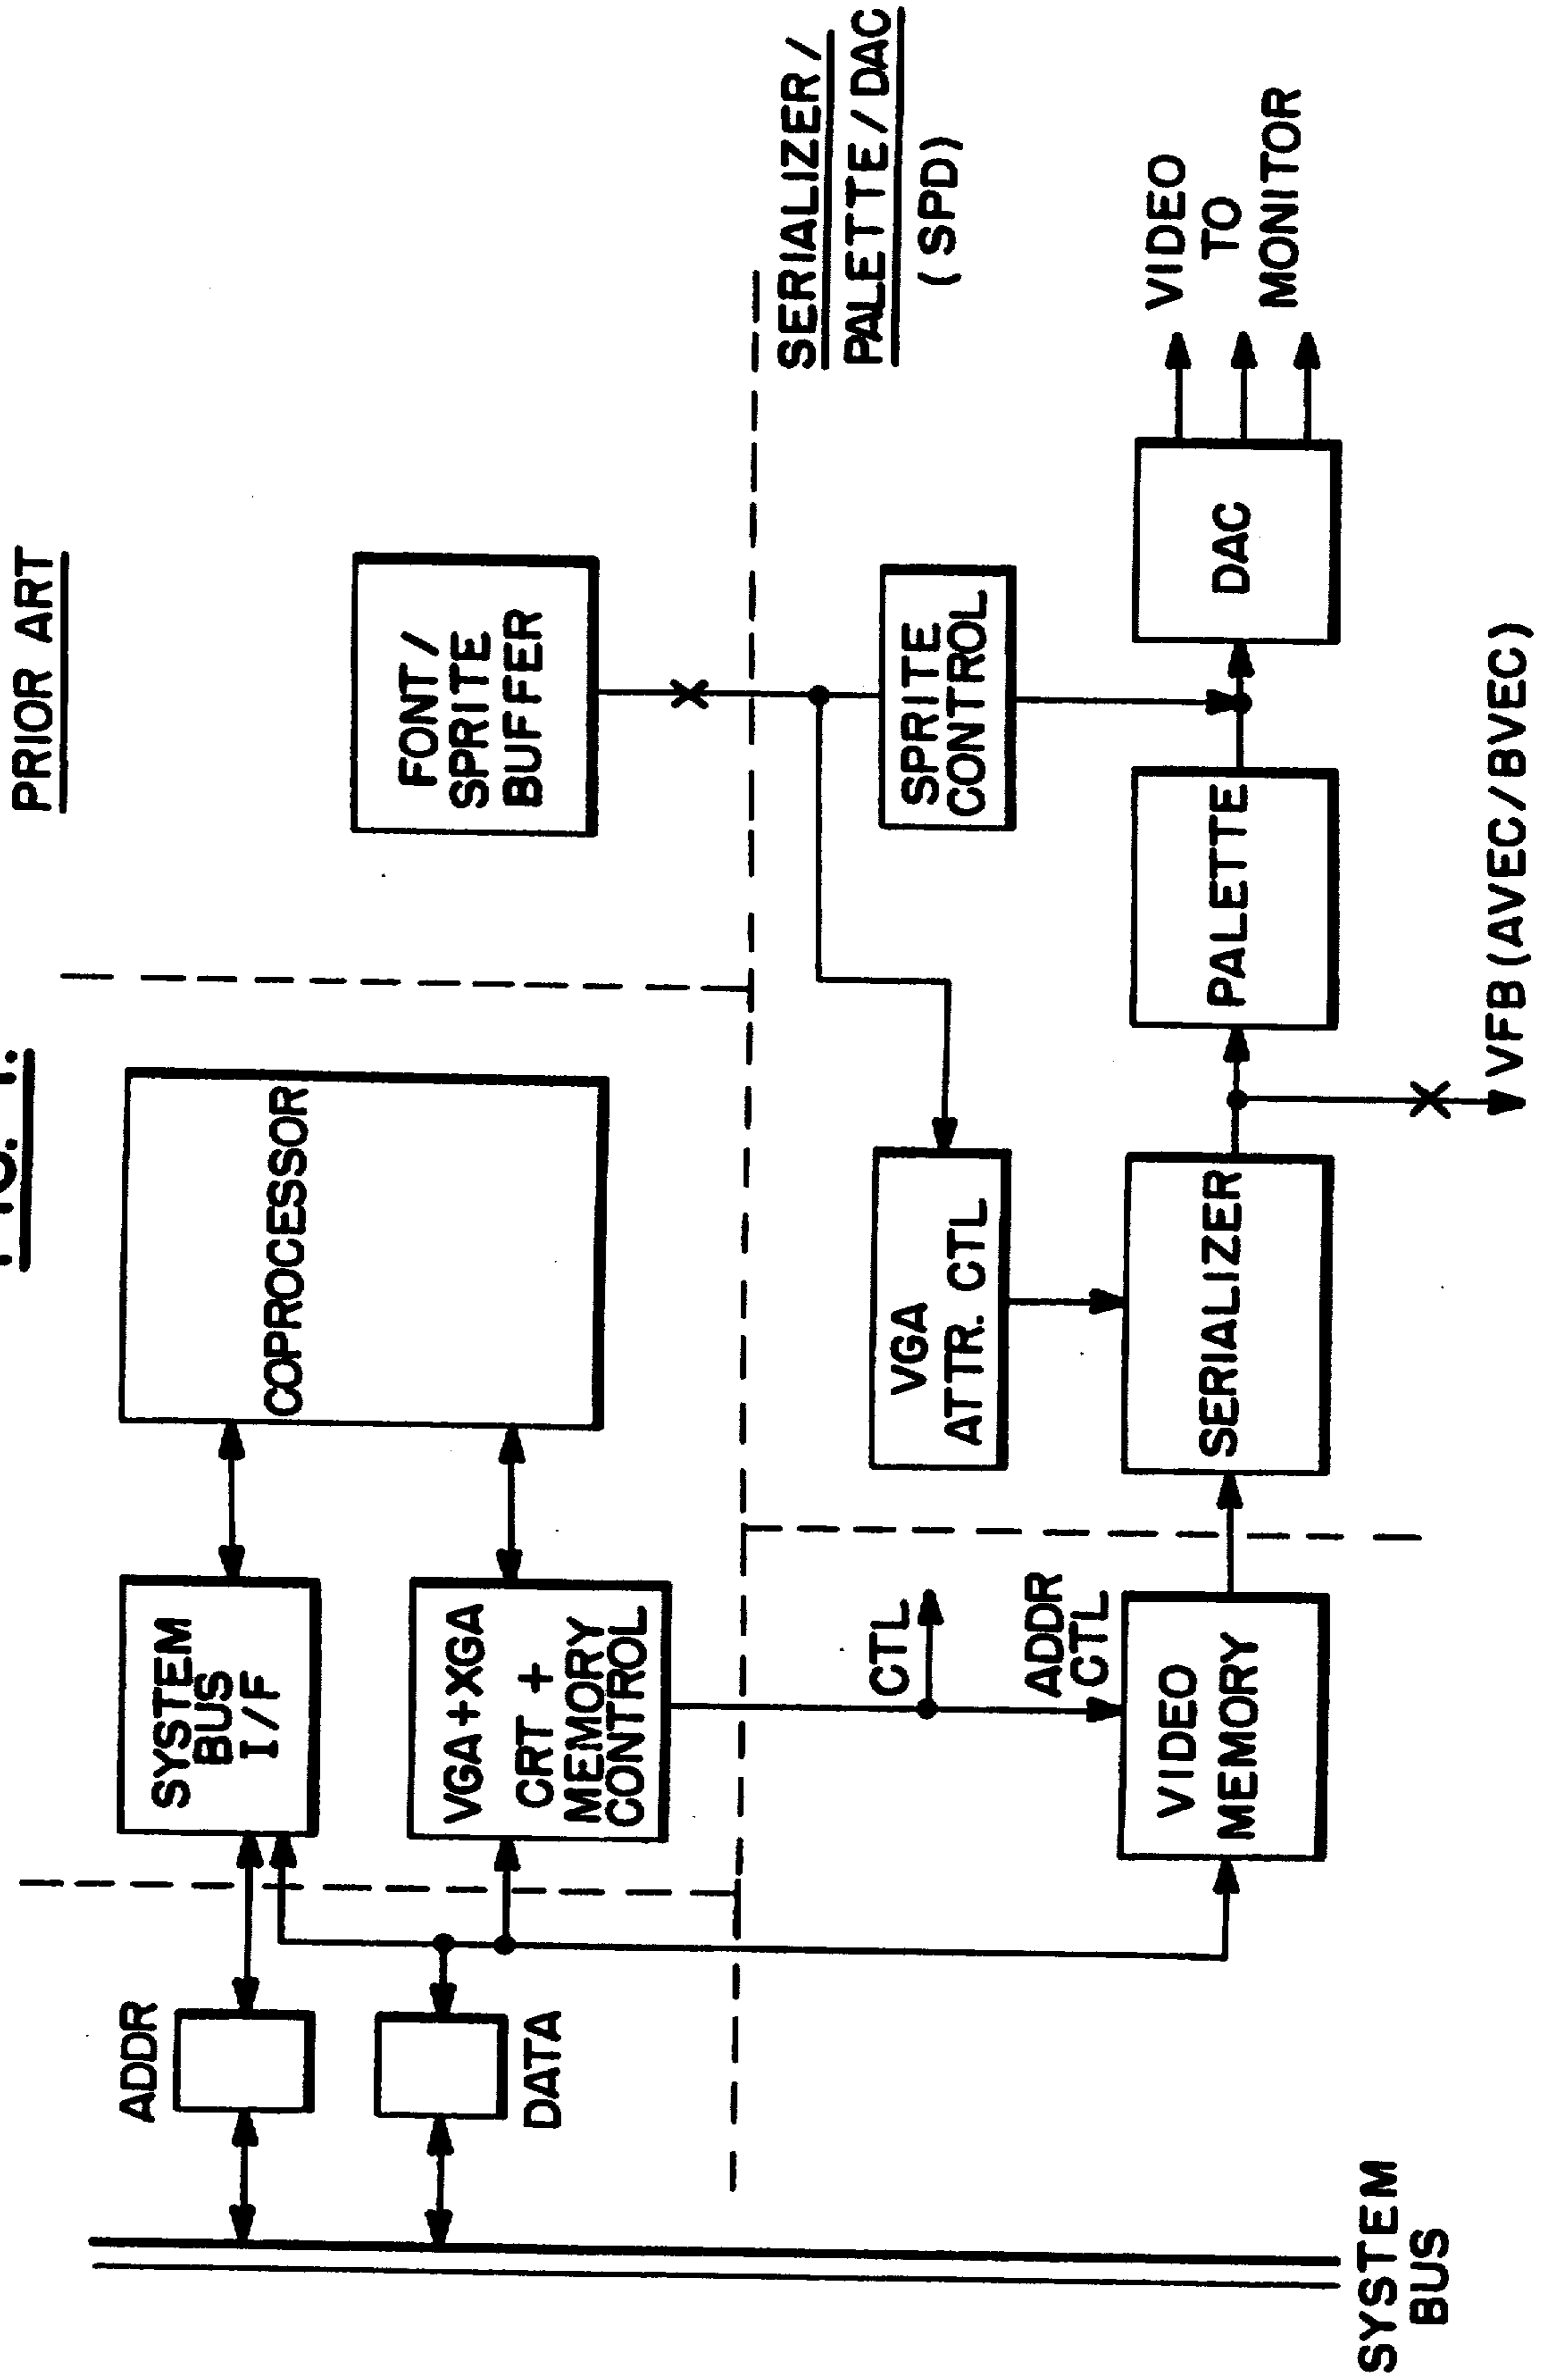 PRIOR ART
ADDR
SYSTEM
BUS
I/F
COPROCESSOR
FONT/
SPRITE
BUFFER
DATA
VGA+XGA
CRT +
MEMORY
CONTROL
SERIALIZER/
PALETTE/DAC
(SPD)
CTL
ADDR
CTL
VGA
ATTR. CTL
SPRITE
CONTROL
VIDEO
MEMORY
SERIALIZER
PALETTE
DAC
VIDEO
TO
MONITOR
SYSTEM
BUS
VFB(AVEC/BVEC)